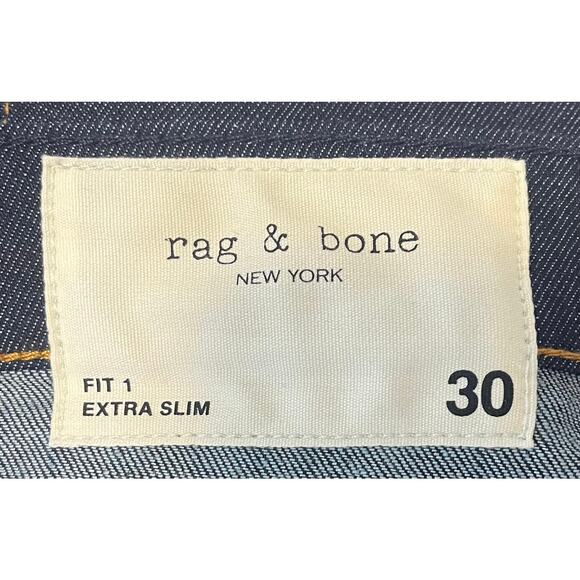 rag & bone
NEW YORK
FIT 1
EXTRA SLIM
30